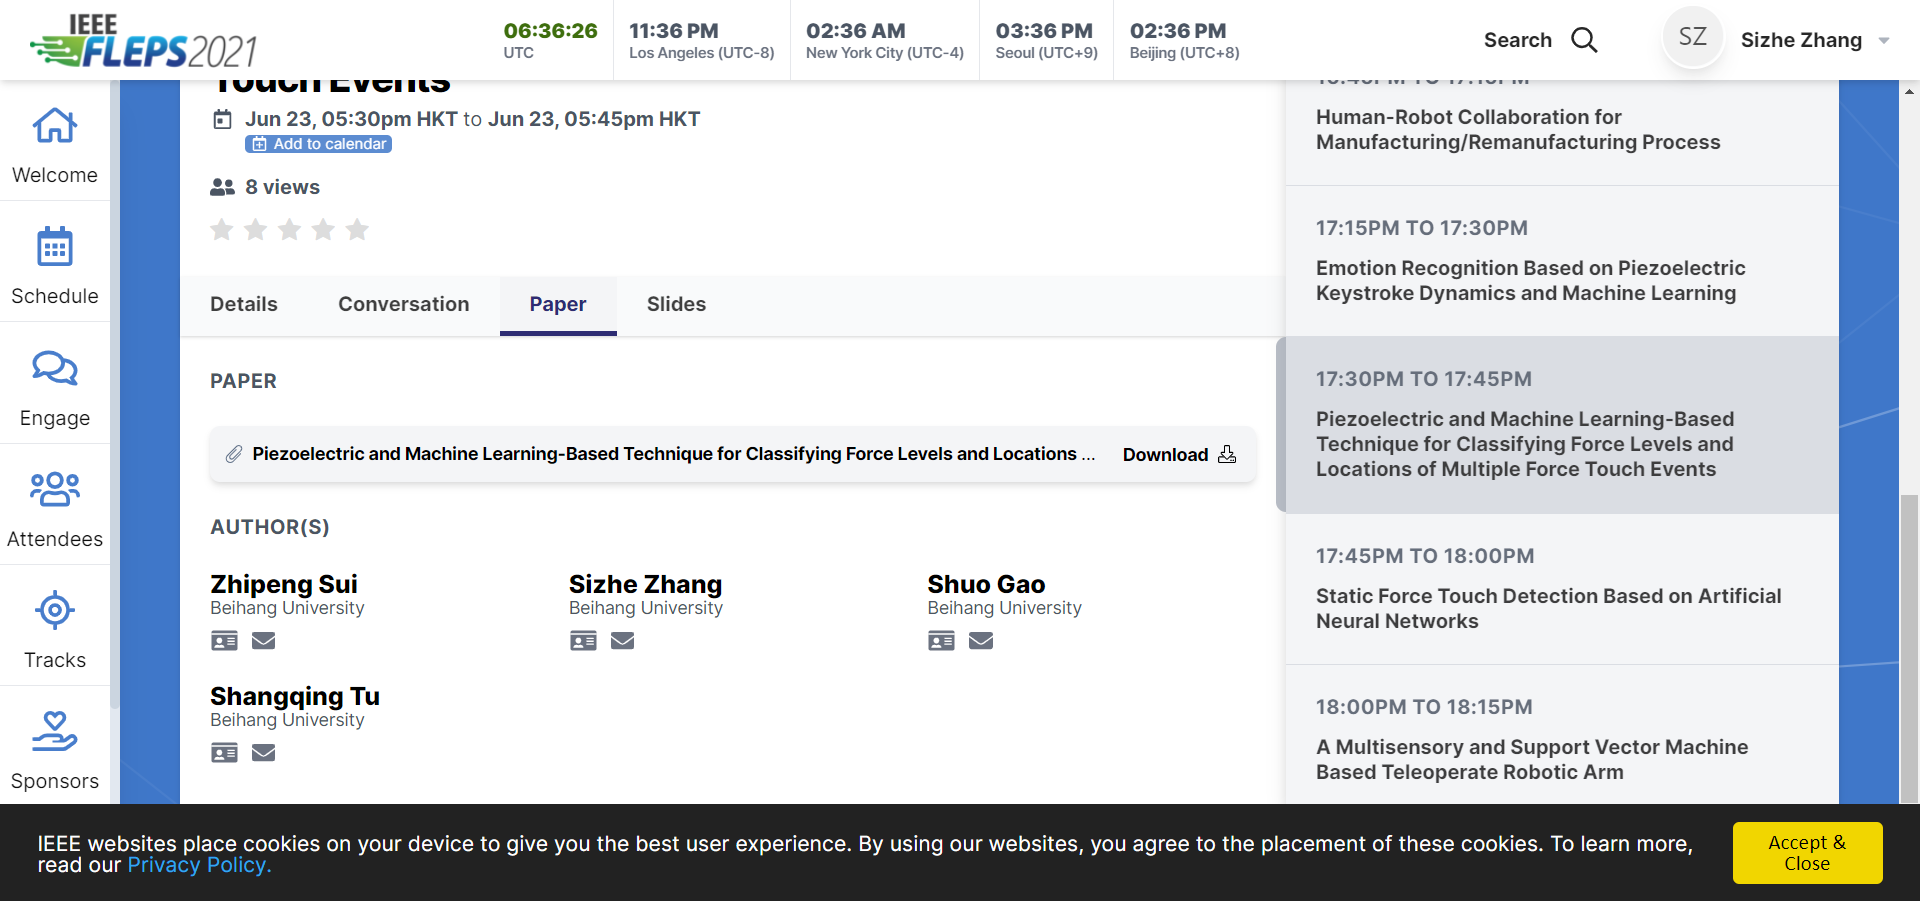 IEEE
FLEPS2021
06:36:26
UTC
11:36 PM
Los Angeles (UTC-8)
02:36 AM
New York City (UTC-4)
03:36 PM
Seoul (UTC+9)
02:36 PM
Beijing (UTC+8)
Search
SZ
Sizhe Zhang
Welcome
Schedule
Engage
Attendees
Tracks
Sponsors
Touch Events
Jun 23, 05:30pm HKT to Jun 23, 05:45pm HKT
Add to calendar
8 views
Details
Conversation
Paper
Slides
PAPER
Piezoelectric and Machine Learning-Based Technique for Classifying Force Levels and Locations ...
Download
AUTHOR(S)
Zhipeng Sui
Beihang University
Sizhe Zhang
Beihang University
Shuo Gao
Beihang University
Shangqing Tu
Beihang University
Human-Robot Collaboration for
Manufacturing/Remanufacturing Process
17:15PM TO 17:30PM
Emotion Recognition Based on Piezoelectric
Keystroke Dynamics and Machine Learning
17:30PM TO 17:45PM
Piezoelectric and Machine Learning-Based
Technique for Classifying Force Levels and
Locations of Multiple Force Touch Events
17:45PM TO 18:00PM
Static Force Touch Detection Based on Artificial
Neural Networks
18:00PM TO 18:15PM
A Multisensory and Support Vector Machine
Based Teleoperate Robotic Arm
IEEE websites place cookies on your device to give you the best user experience. By using our websites, you agree to the placement of these cookies. To learn more,
read our Privacy Policy.
Accept &
Close